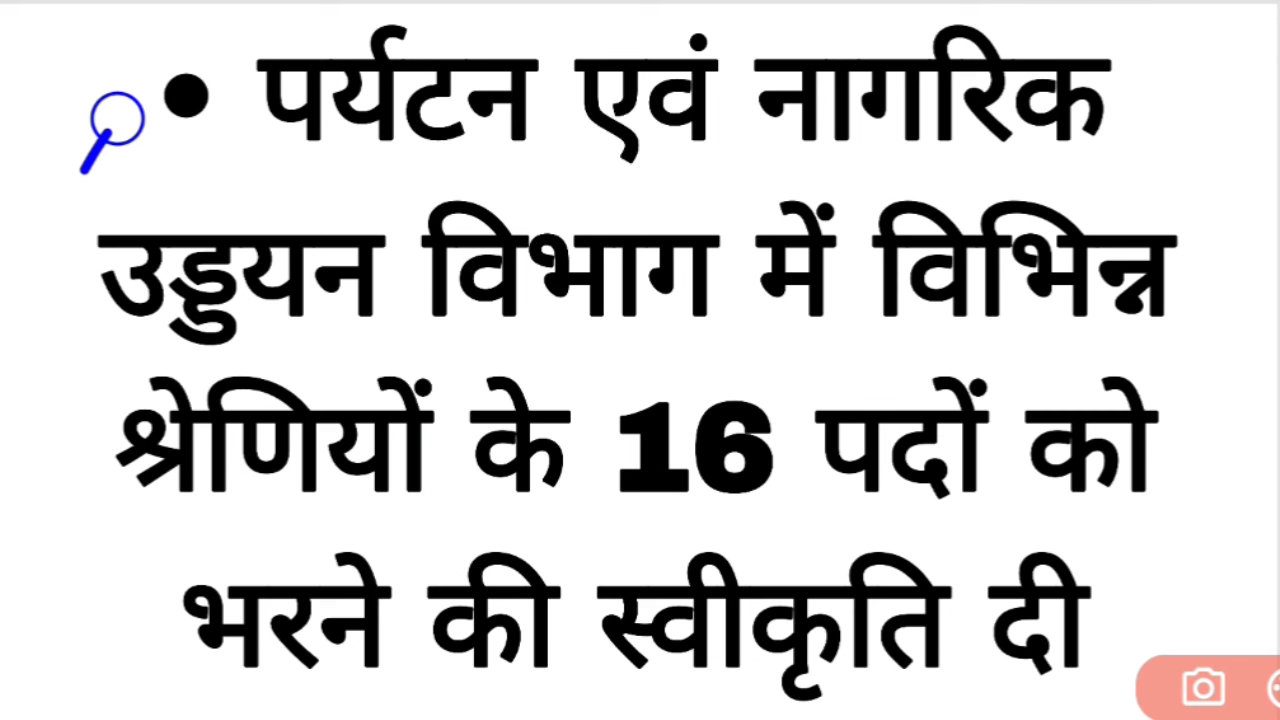 • पर्यटन एवं नागरिक
उड्डयन विभाग में विभिन्न
श्रेणियों के 16 पदों को
भरने की स्वीकृति दी